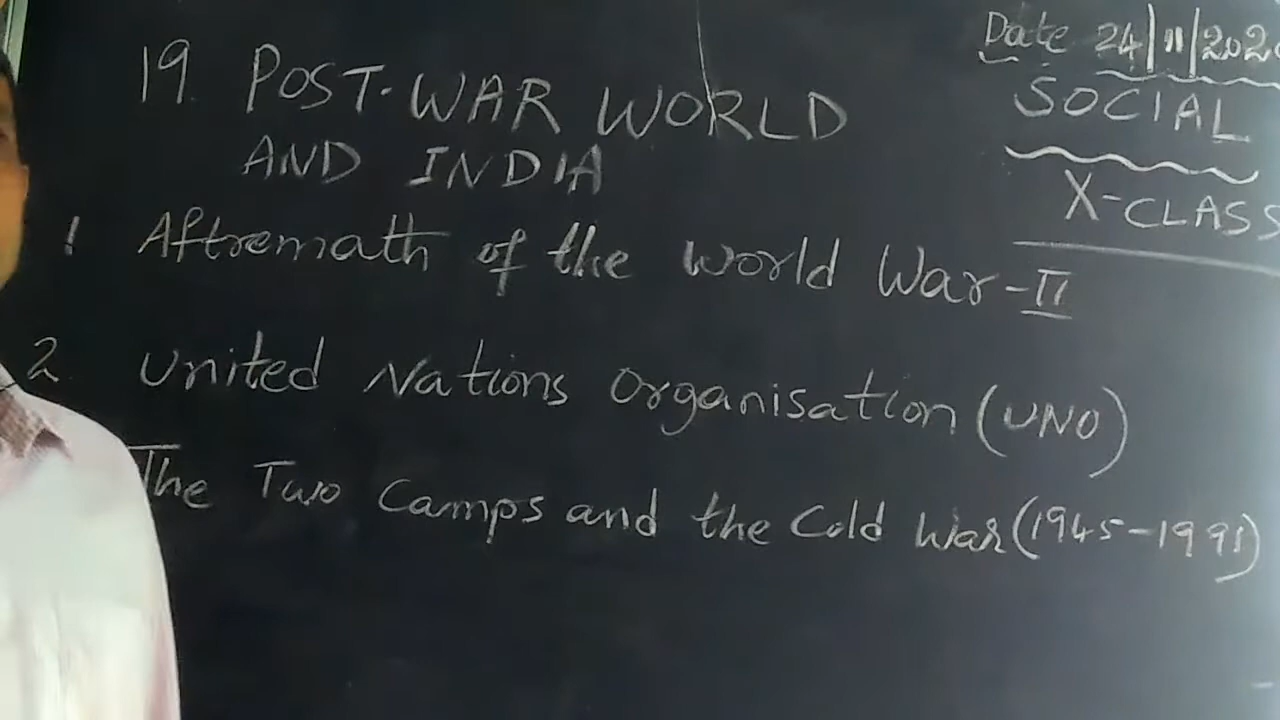 Date 24|11|202
SOCIAL
X-CLASS
19. POST-WAR WORLD
AND INDIA
1 Aftremath of the World War-II
2 United Nations Organisation (UNO)
The Two Camps and the Cold War (1945-1991)